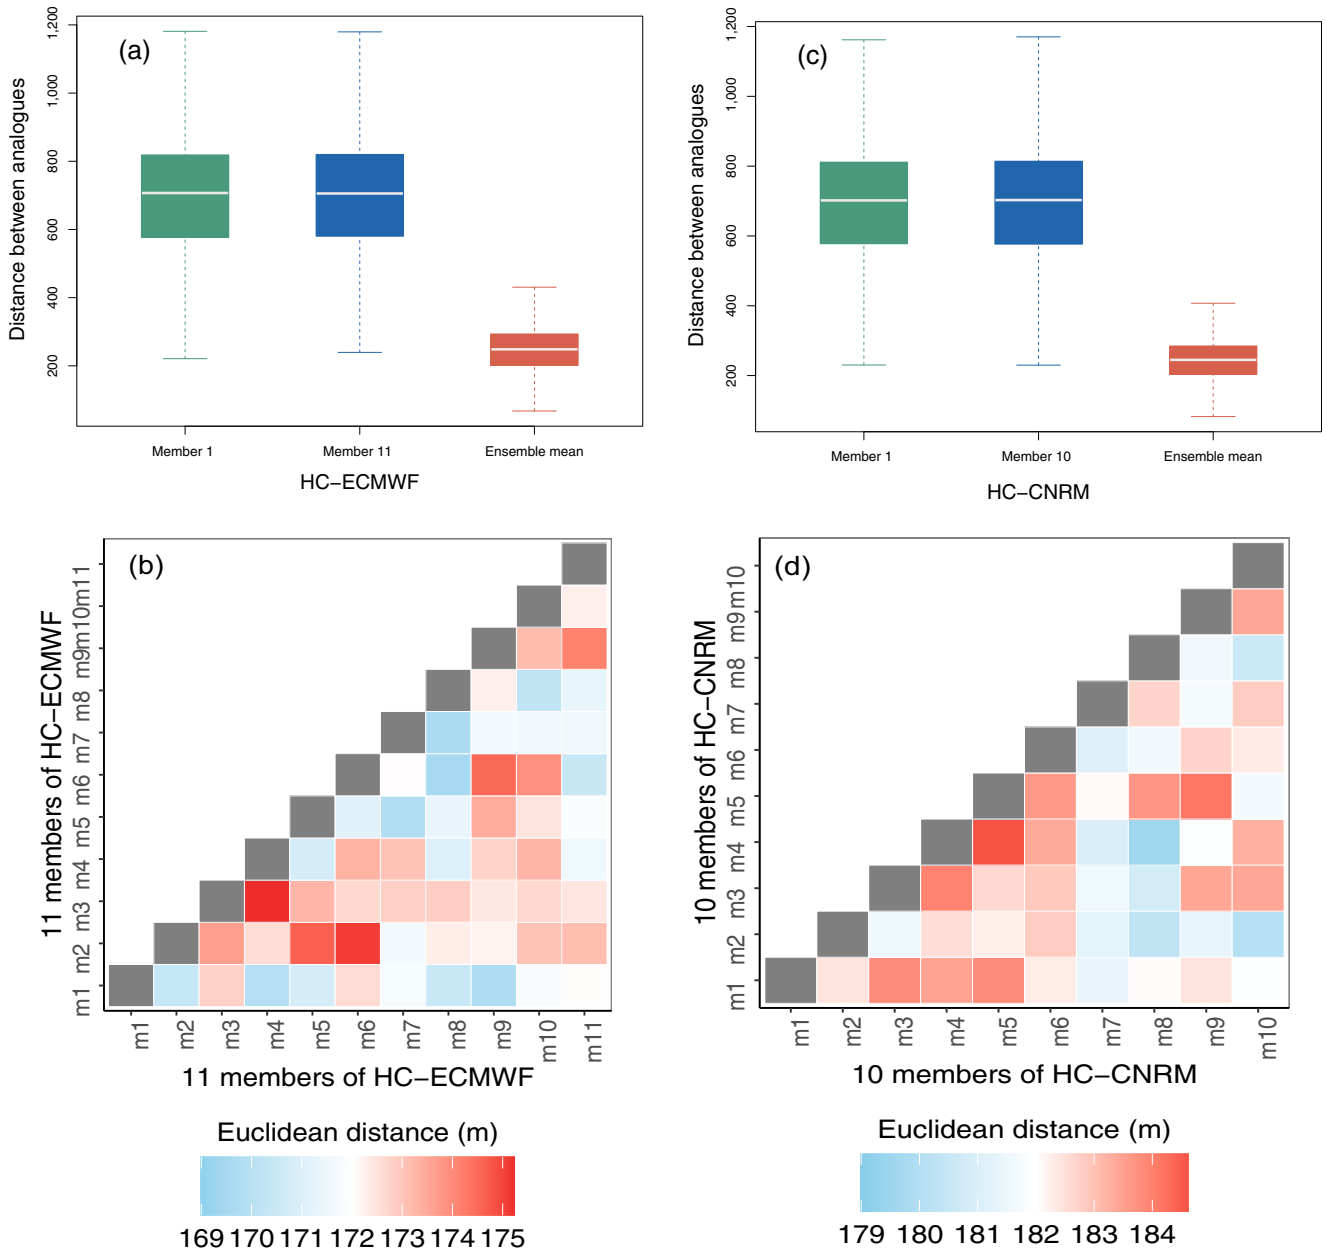 (a)
Distance between analogues
1,200
1,000
800
600
400
200
Member 1 Member 11 Ensemble mean
HC−ECMWF
(c)
Distance between analogues
1,200
1,000
800
600
400
200
Member 1 Member 10 Ensemble mean
HC−CNRM
(b)
11 members of HC−ECMWF
m11
m10
m9
m8
m7
m6
m5
m4
m3
m2
m1
m1 m2 m3 m4 m5 m6 m7 m8 m9 m10 m11
11 members of HC−ECMWF
Euclidean distance (m)
169 170 171 172 173 174 175
(d)
10 members of HC−CNRM
m10
m9
m8
m7
m6
m5
m4
m3
m2
m1
m1 m2 m3 m4 m5 m6 m7 m8 m9 m10
10 members of HC−CNRM
Euclidean distance (m)
179 180 181 182 183 184